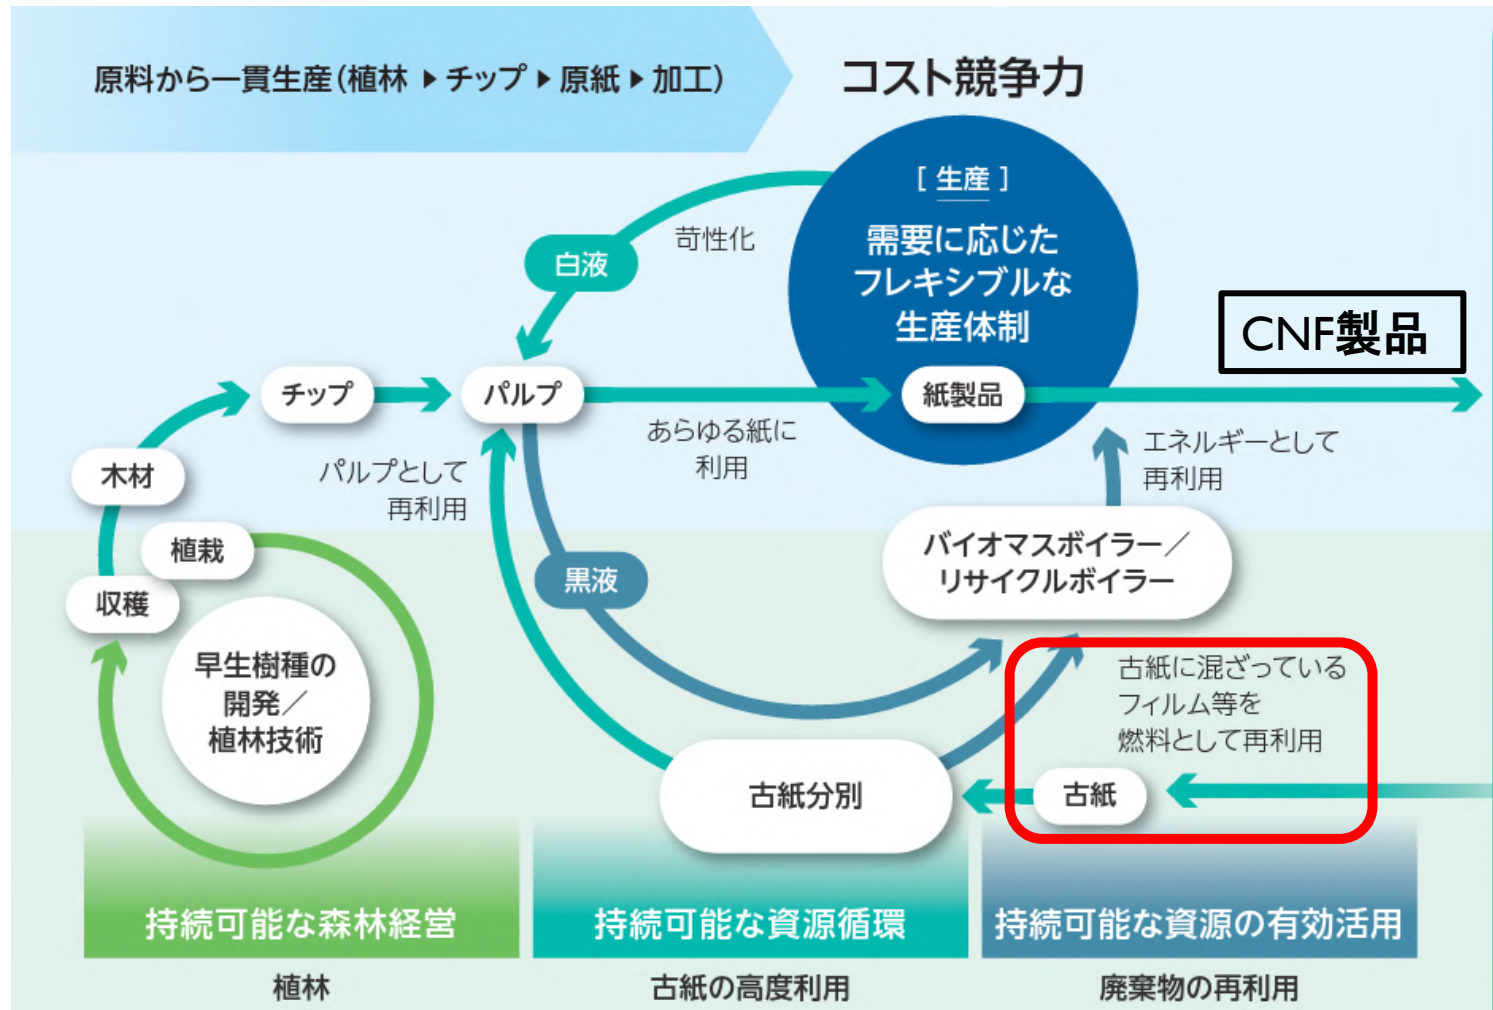 原料から一貫生産(植林 ▶ チップ ▶ 原紙 ▶ 加工)
コスト競争力
[ 生産 ]
需要に応じた
フレキシブルな
生産体制
苛性化
白液
CNF製品
チップ
パルプ
紙製品
あらゆる紙に
利用
エネルギーとして
再利用
木材
パルプとして
再利用
植栽
収穫
黒液
バイオマスボイラー/
リサイクルボイラー
早生樹種の
開発/
植林技術
古紙に混ざっている
フィルム等を
燃料として再利用
古紙分別
古紙
持続可能な森林経営
持続可能な資源循環
持続可能な資源の有効活用
植林
古紙の高度利用
廃棄物の再利用